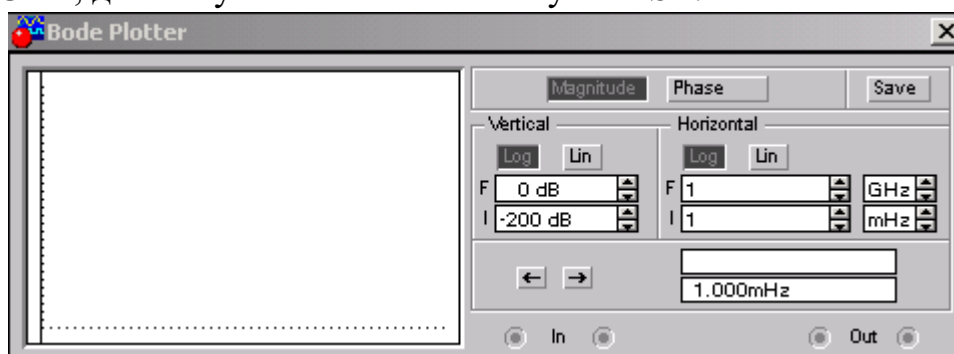 Bode Plotter
Magnitude Phase Save
Vertical Horizontal
Log Lin Log Lin
F 0 dB F 1 GHz
I -200 dB I 1 mHz
← →
1.000mHz
In Out